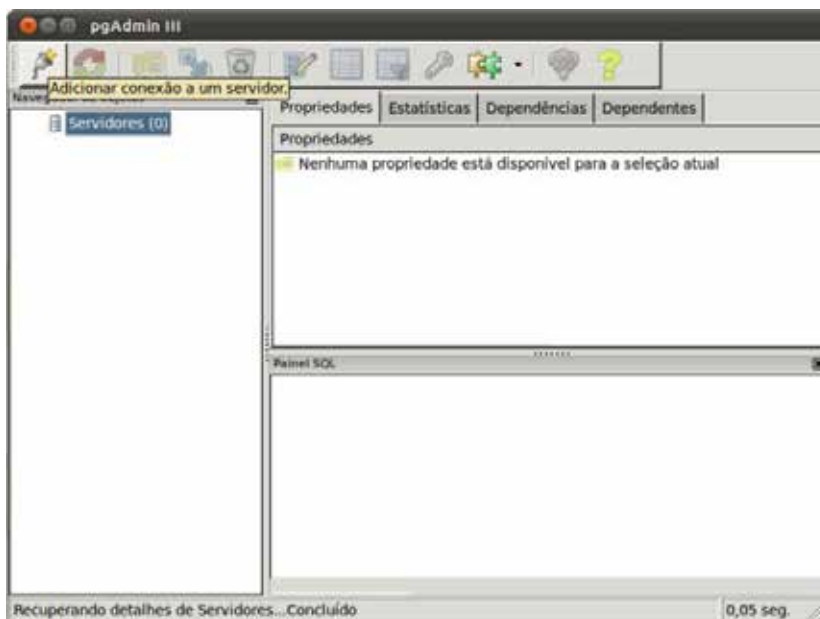 pgAdmin III
Adicionar conexão a um servidor.
Servidores (0)
Propriedades
Estatísticas
Dependências
Dependentes
Propriedades
Nenhuma propriedade está disponível para a seleção atual
Painel SQL
Recuperando detalhes de Servidores...Concluído
0,05 seg.